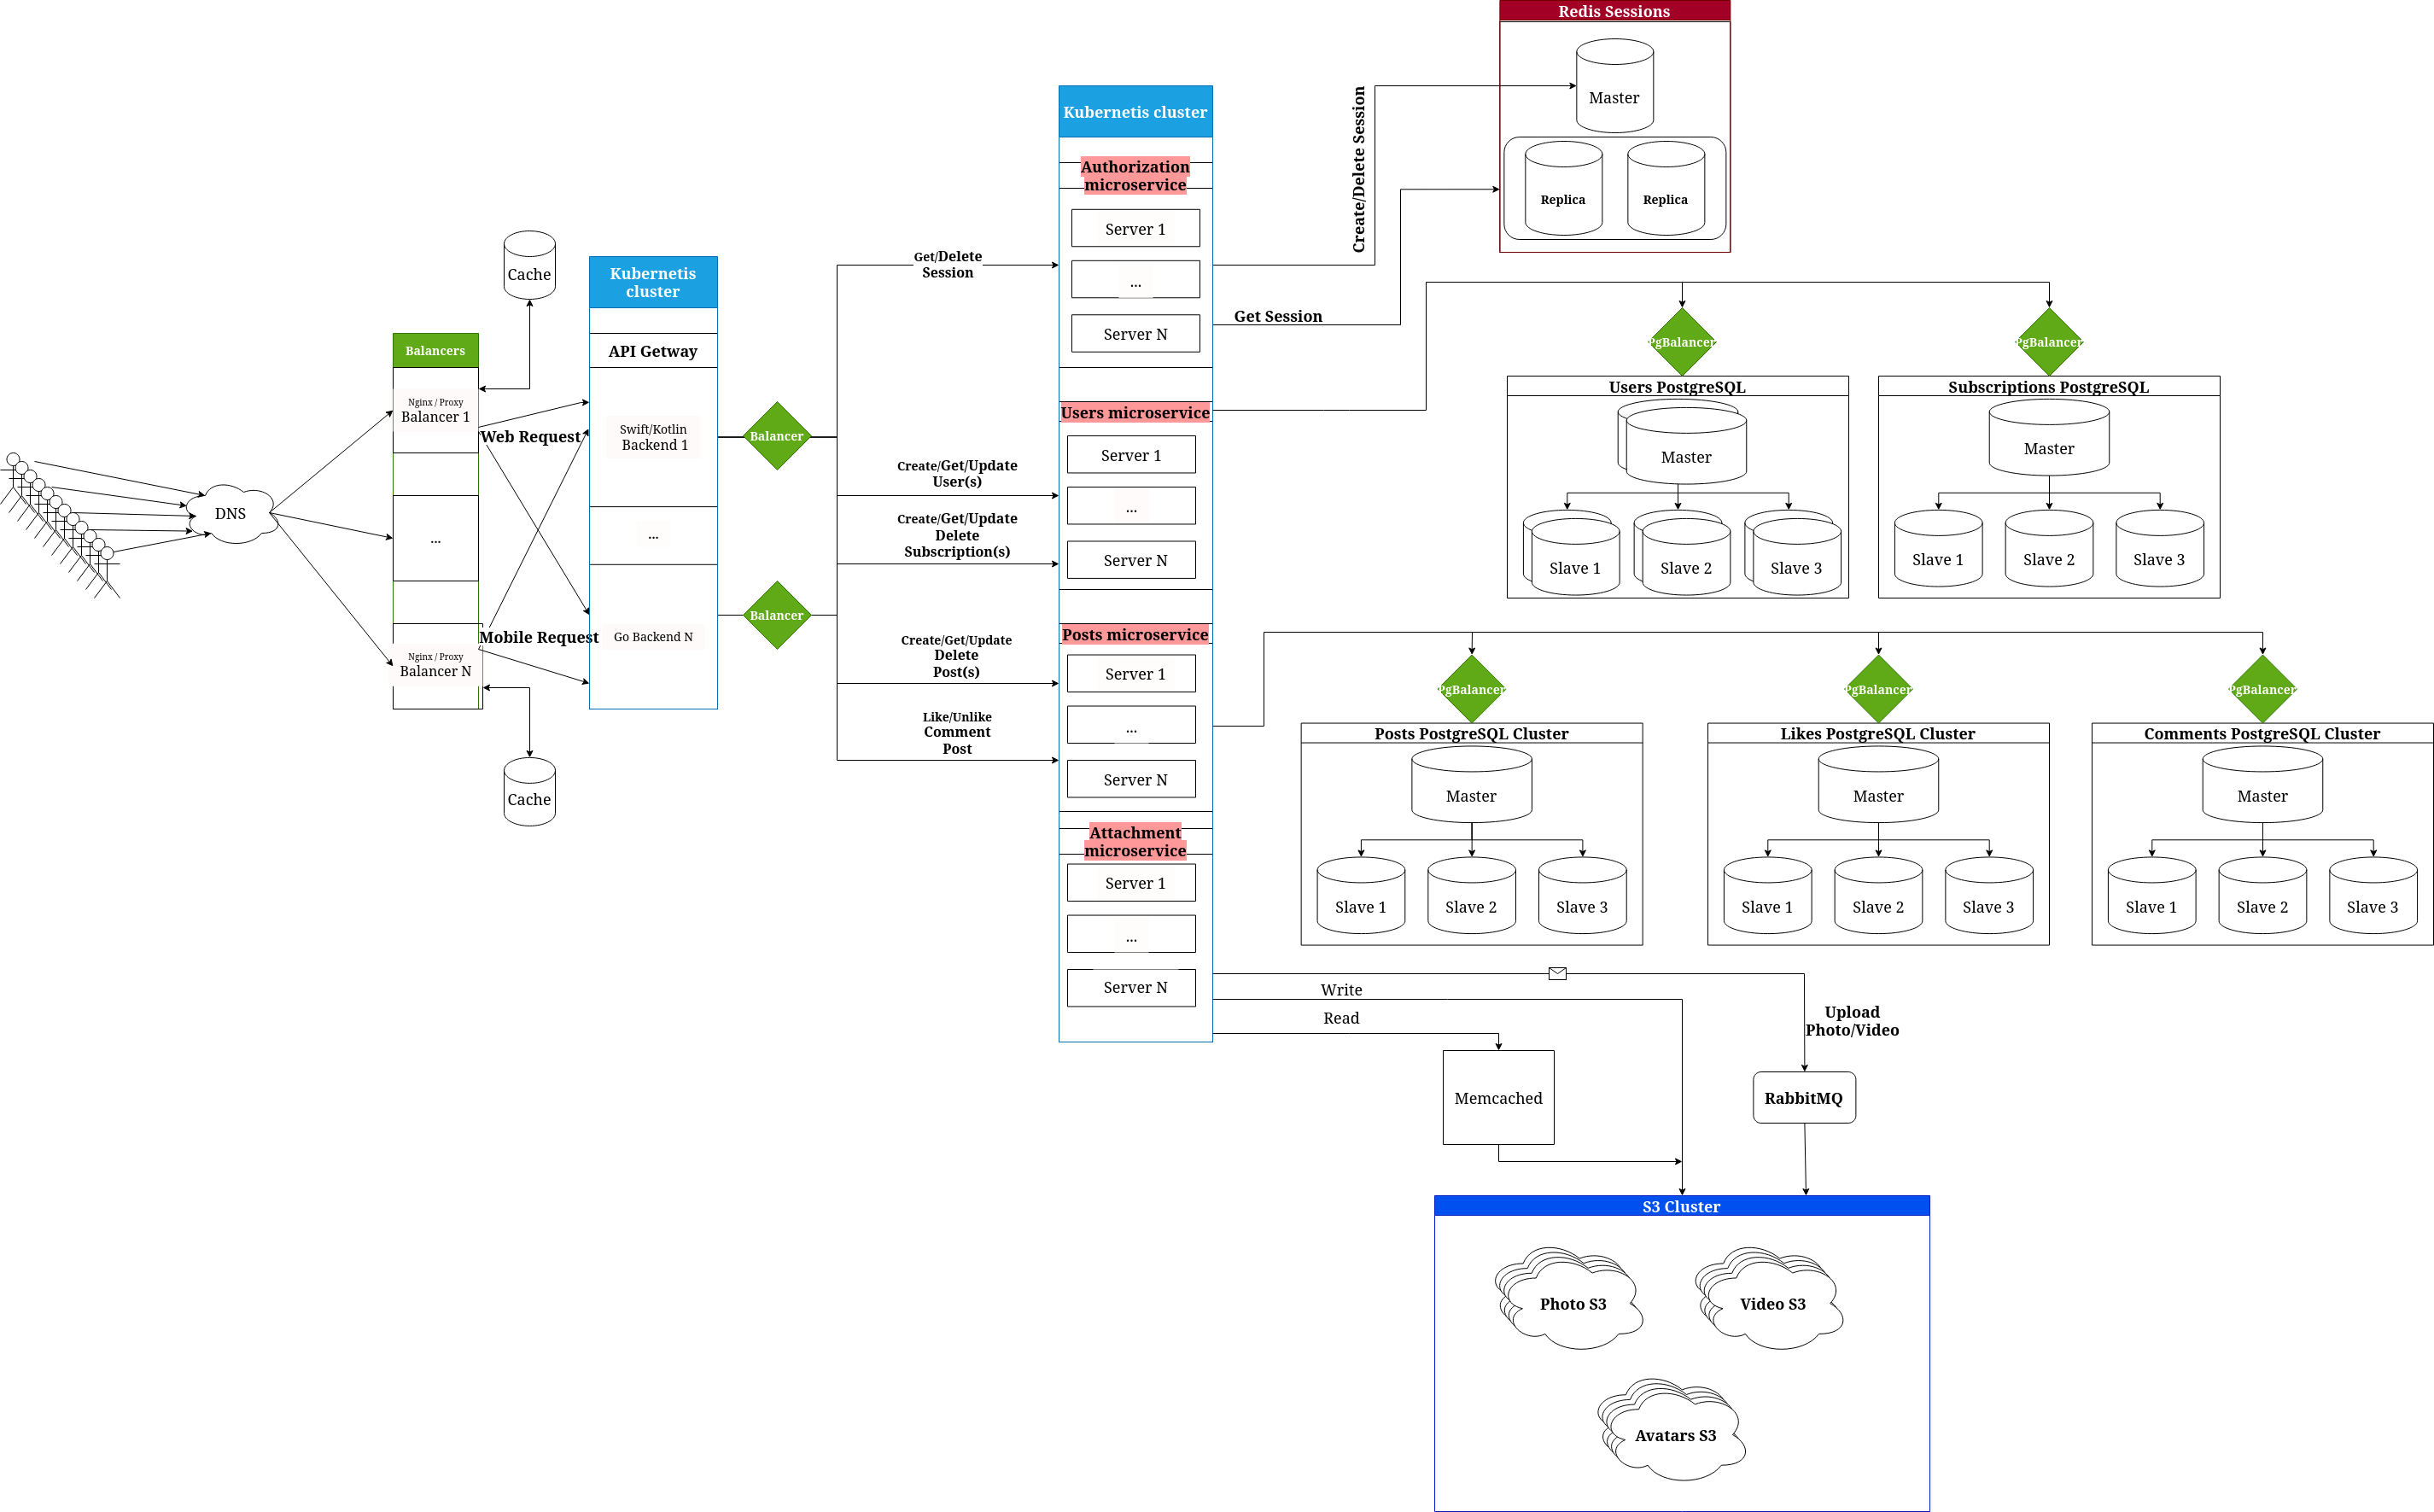 Redis Sessions
Master
Replica
Replica
Create/Delete Session
Get Session
DNS
Balancers
Nginx / Proxy
Balancer 1
...
Nginx / Proxy
Balancer N
Cache
Cache
Web Request
Mobile Request
Kubernetis
cluster
API Getway
Swift/Kotlin
Backend 1
...
Go Backend N
Balancer
Balancer
Get/Delete
Session
Create/Get/Update
User(s)
Create/Get/Update
Delete
Subscription(s)
Create/Get/Update
Delete
Post(s)
Like/Unlike
Comment
Post
Kubernetis cluster
Authorization
microservice
Server 1
...
Server N
Users microservice
Server 1
...
Server N
Posts microservice
Server 1
...
Server N
Attachment
microservice
Server 1
...
Server N
PgBalancer
Users PostgreSQL
Master
Slave 1
Slave 2
Slave 3
PgBalancer
Subscriptions PostgreSQL
Master
Slave 1
Slave 2
Slave 3
PgBalancer
Posts PostgreSQL Cluster
Master
Slave 1
Slave 2
Slave 3
PgBalancer
Likes PostgreSQL Cluster
Master
Slave 1
Slave 2
Slave 3
PgBalancer
Comments PostgreSQL Cluster
Master
Slave 1
Slave 2
Slave 3
Write
Read
Upload
Photo/Video
Memcached
RabbitMQ
S3 Cluster
Photo S3
Video S3
Avatars S3